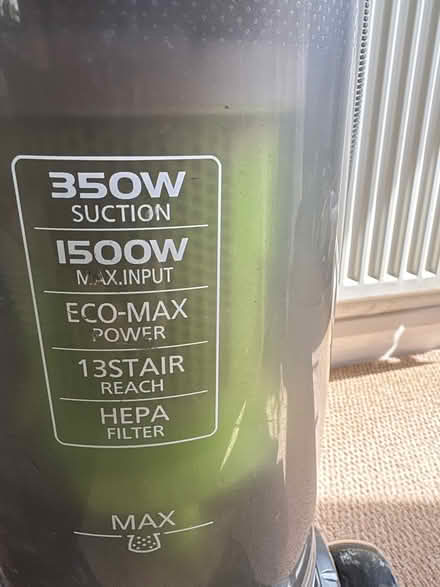 350W
SUCTION
1500W
MAX.INPUT
ECO-MAX
POWER
13STAIR
REACH
HEPA
FILTER
MAX